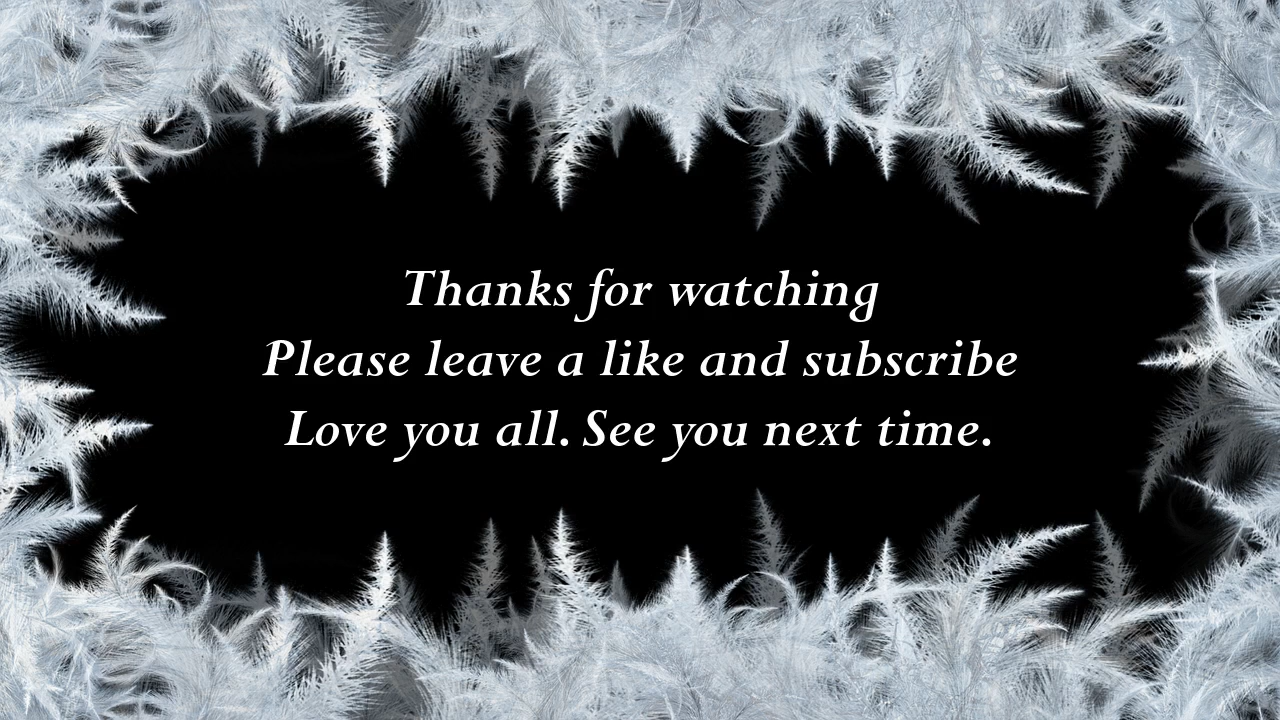 Thanks for watching
Please leave a like and subscribe
Love you all. See you next time.